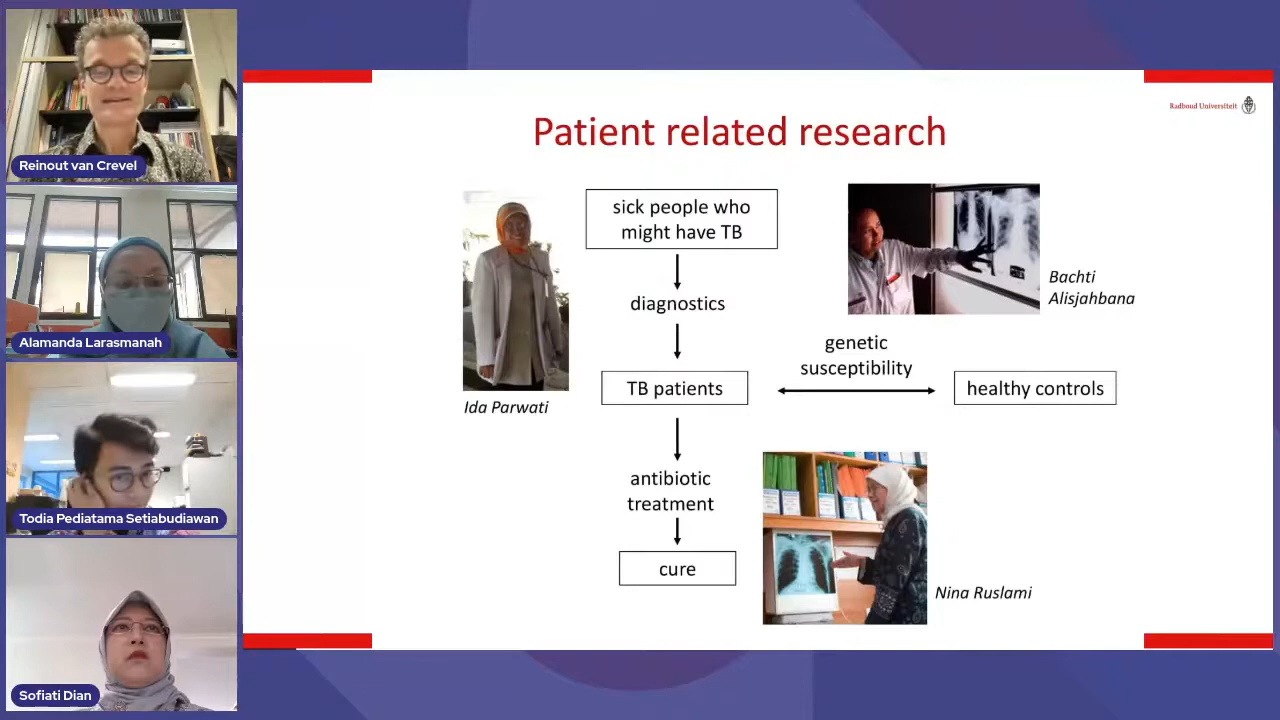 Reinout van Crevel
Alamanda Larasmanah
Todia Pediatama Setiabudiawan
Sofiati Dian
Radboud Universiteit
Patient related research
sick people who
might have TB
Bachti
Alisjahbana
diagnostics
genetic
susceptibility
TB patients
healthy controls
Ida Parwati
antibiotic
treatment
cure
Nina Ruslami